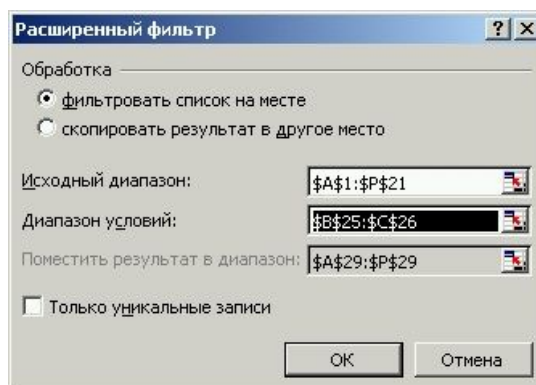 Расширенный фильтр
Обработка
фильтровать список на месте
скопировать результат в другое место
Исходный диапазон: $A$1:$P$21
Диапазон условий: $B$25:$C$26
Поместить результат в диапазон: $A$29:$P$29
Только уникальные записи
ОК Отмена